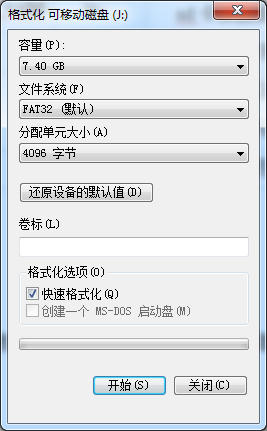 格式化 可移动磁盘 (J:)
容量(P):
7.40 GB
文件系统(F)
FAT32 (默认)
分配单元大小(A)
4096 字节
还原设备的默认值(D)
卷标(L)
格式化选项(O)
快速格式化(Q)
创建一个 MS-DOS 启动盘(M)
开始(S)
关闭(C)